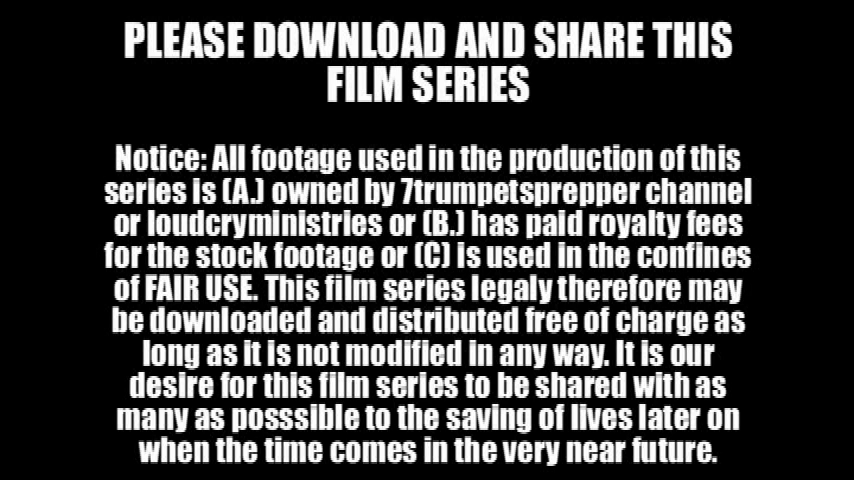 PLEASE DOWNLOAD AND SHARE THIS
FILM SERIES
Notice: All footage used in the production of this
series is (A.) owned by 7trumpetsprepper channel
or loudcryministries or (B.) has paid royalty fees
for the stock footage or (C) is used in the confines
of FAIR USE. This film series legaly therefore may
be downloaded and distributed free of charge as
long as it is not modified in any way. It is our
desire for this film series to be shared with as
many as posssible to the saving of lives later on
when the time comes in the very near future.